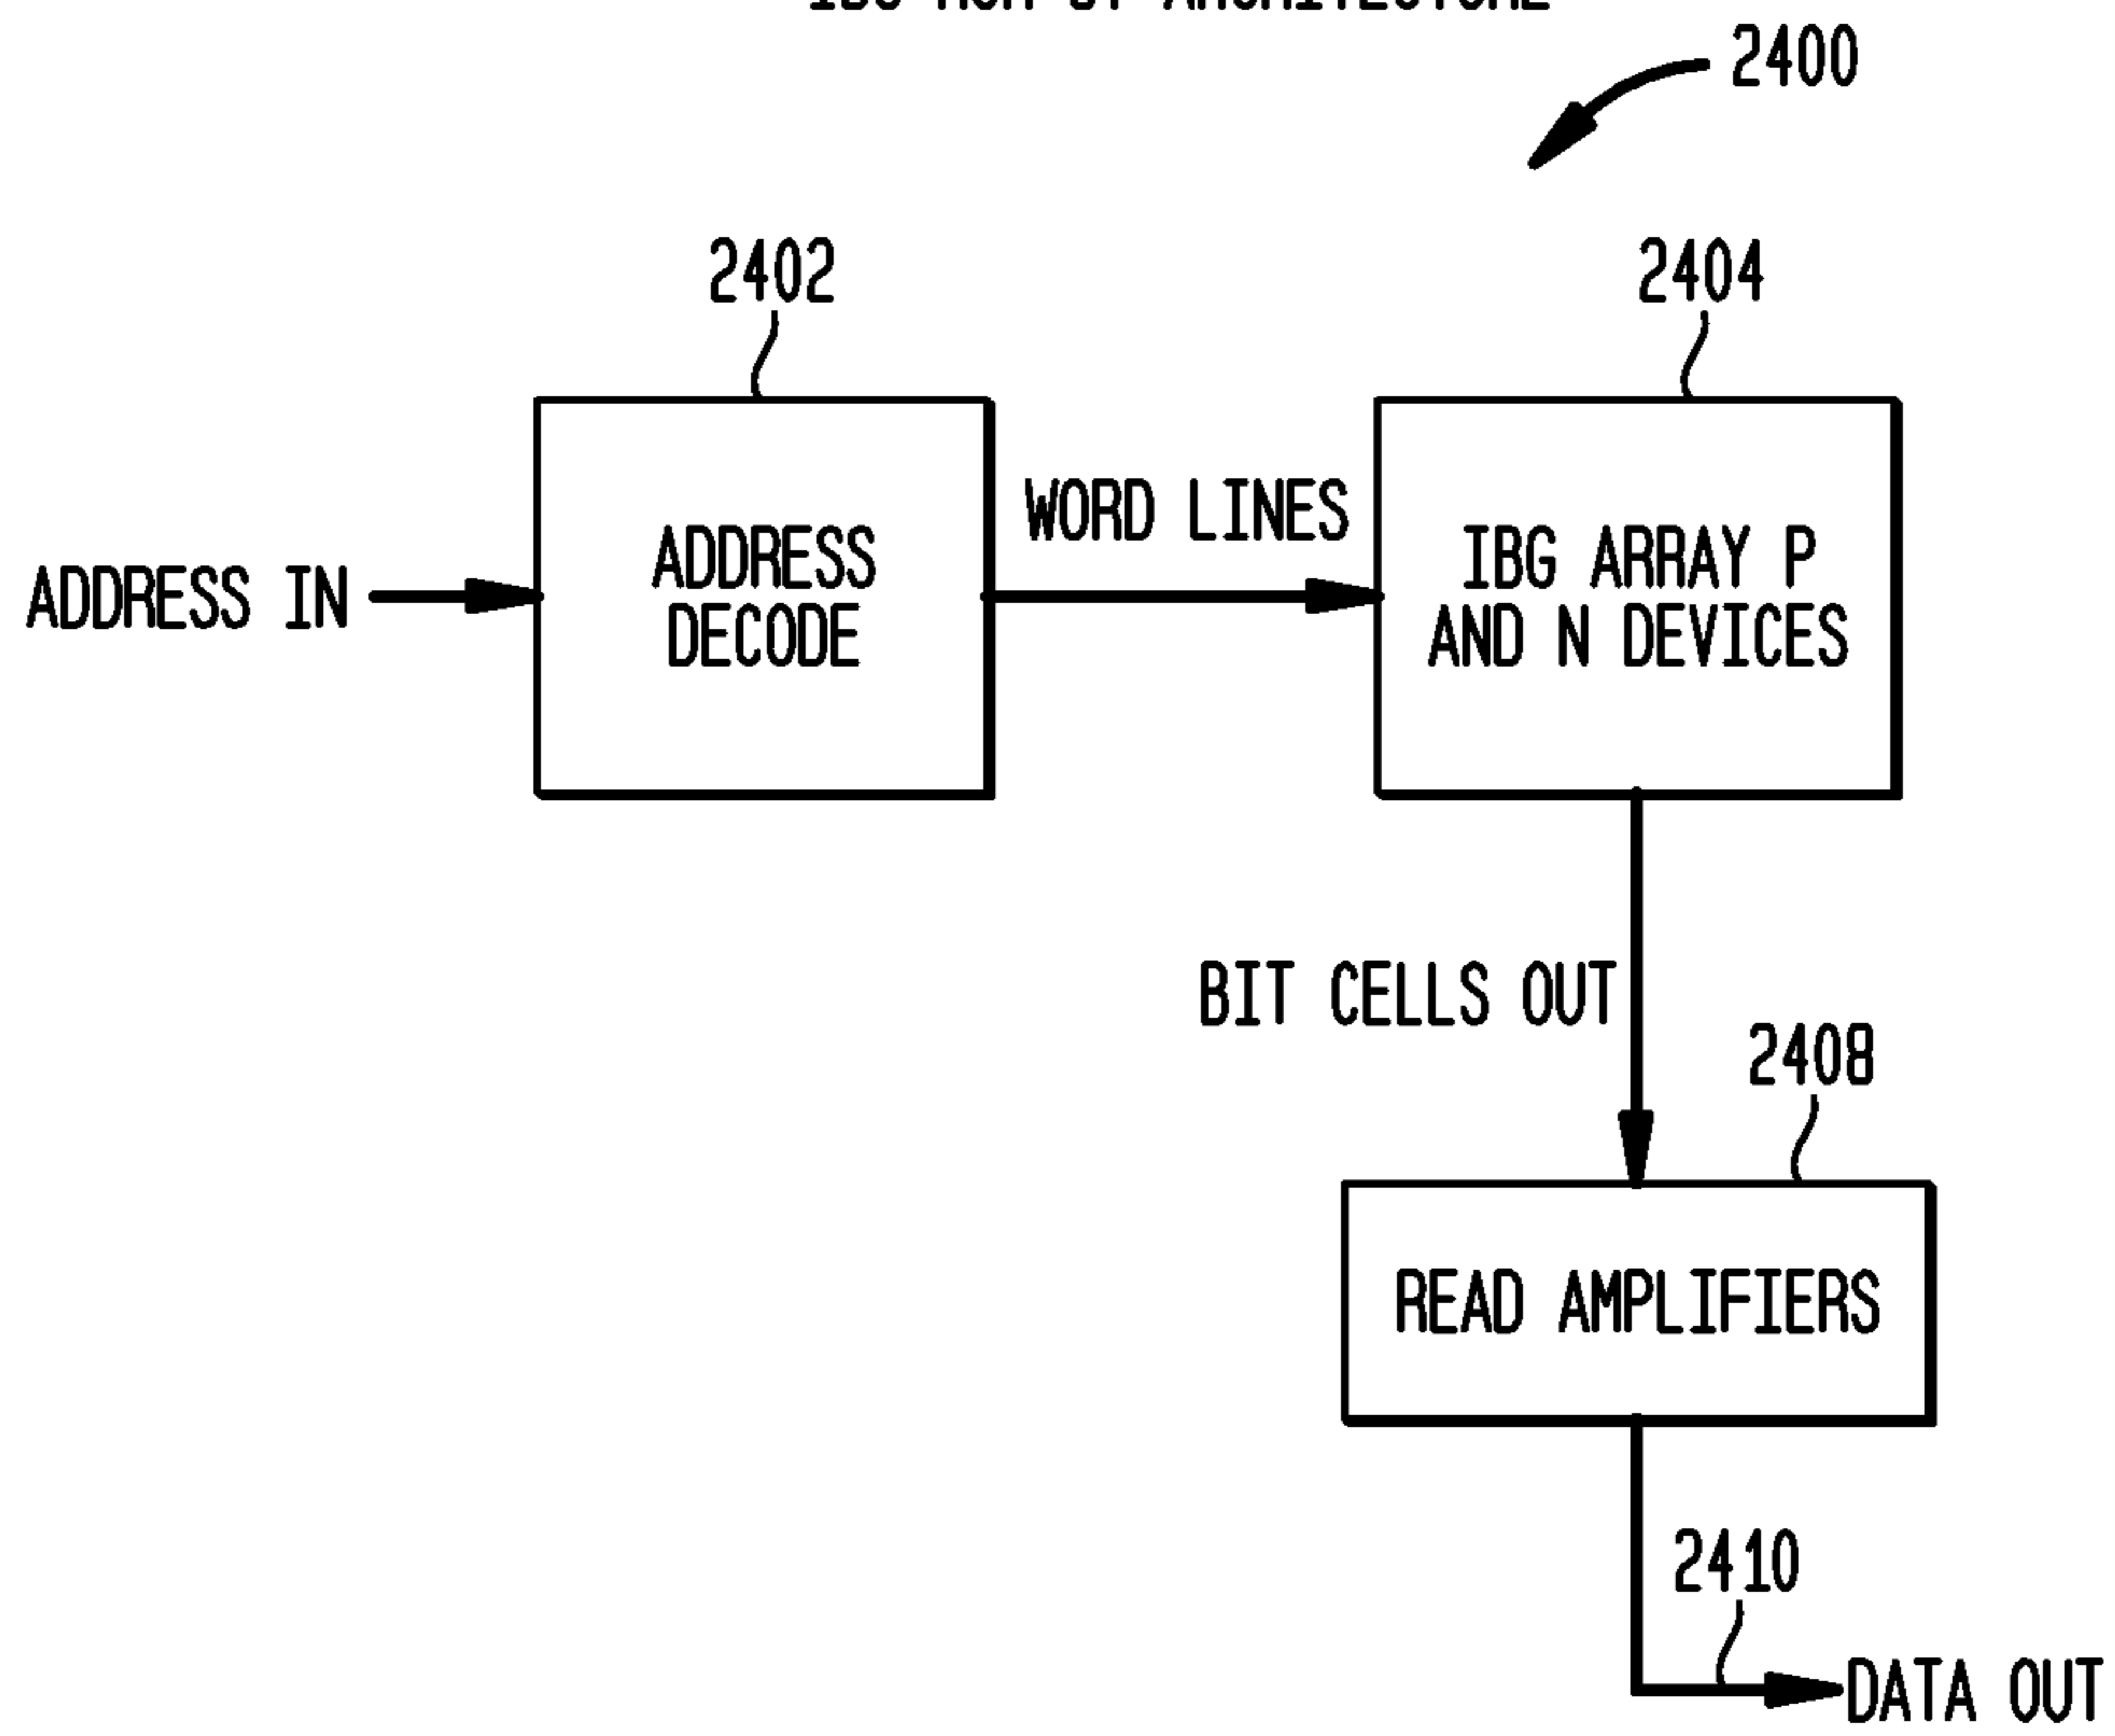 ARCHITECTURE
2400
2402
2404
ADDRESS IN
ADDRESS
DECODE
WORD LINES
IBG ARRAY P
AND N DEVICES
BIT CELLS OUT
2408
READ AMPLIFIERS
2410
DATA OUT